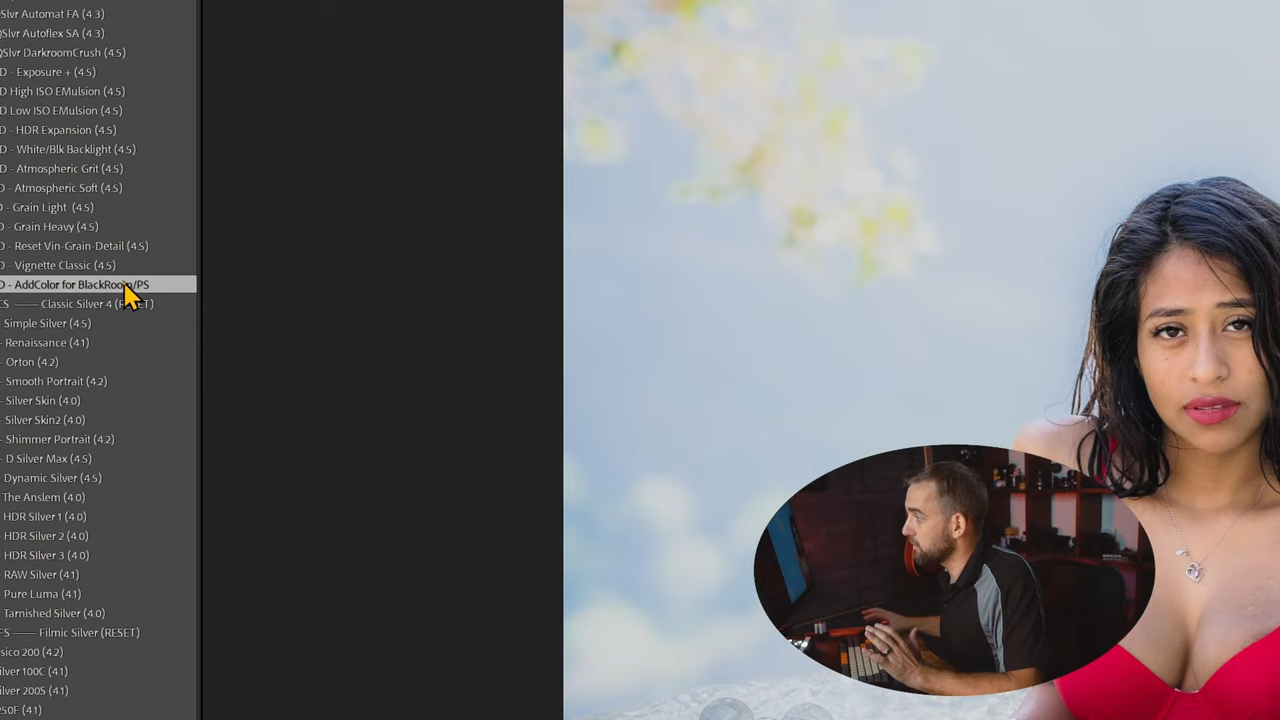 Slvr Automat FA (4.3)
QSlvr Autoflex SA (4.3)
QSlvr DarkroomCrush (4.5)
D - Exposure + (4.5)
D High ISO EMulsion (4.5)
D Low ISO EMulsion (4.5)
D - HDR Expansion (4.5)
D - White/Blk Backlight (4.5)
D - Atmospheric Grit (4.5)
D - Atmospheric Soft (4.5)
D - Grain Light (4.5)
D - Grain Heavy (4.5)
D - Reset Vin-Grain-Detail (4.5)
D - Vignette Classic (4.5)
D - AddColor for BlackRoom/PS
CS —— Classic Silver 4 (RESET)
Simple Silver (4.5)
- Renaissance (4.1)
- Orton (4.2)
- Smooth Portrait (4.2)
- Silver Skin (4.0)
- Silver Skin2 (4.0)
- Shimmer Portrait (4.2)
- D Silver Max (4.5)
Dynamic Silver (4.5)
The Anslem (4.0)
HDR SIlver 1 (4.0)
HDR Silver 2 (4.0)
HDR Silver 3 (4.0)
RAW Silver (4.1)
Pure Luma (4.1)
Tarnished Silver (4.0)
FS —— Filmic Silver (RESET)
sico 200 (4.2)
ilver 100C (4.1)
ilver 200S (4.1)
250F (4.1)